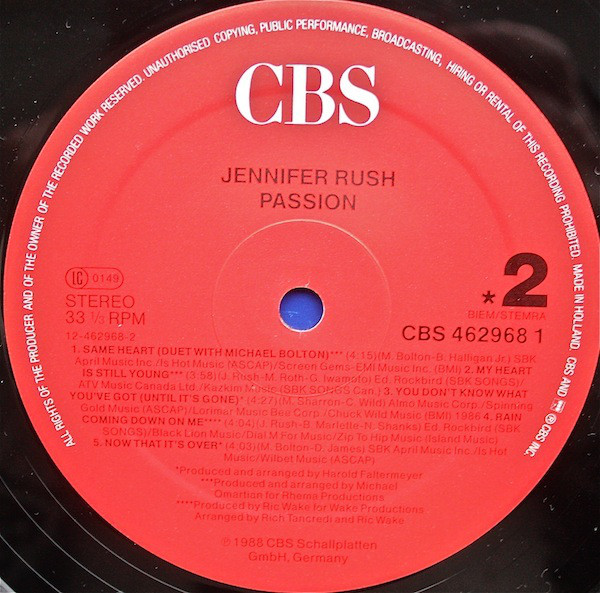 ALL RIGHTS OF THE PRODUCER AND OF THE OWNER OF THE RECORDED WORK RESERVED. UNAUTHORISED COPYING, PUBLIC PERFORMANCE, BROADCASTING, HIRING OR RENTAL OF THIS RECORDING PROHIBITED. MADE IN HOLLAND. CBS AND ® CBS INC.
CBS
JENNIFER RUSH
PASSION
LC 0149
STEREO
33 ⅓ RPM
12-462968-2
*2
BIEM/STEMRA
CBS 462968 1
1. SAME HEART (DUET WITH MICHAEL BOLTON)*** (4:15)(M. Bolton-B. Halligan Jr.) SBK
April Music Inc./Is Hot Music (ASCAP)/Screen Gems-EMI Music Inc. (BMI) 2. MY HEART
IS STILL YOUNG** (3:58)(J. Rush-M. Roth-G. Iwamoto) Ed. Rockbird (SBK SONGS)/
ATV Music Canada Ltd./Kazkim Music (SBK SONGS Can.) 3. YOU DON'T KNOW WHAT
YOU'VE GOT (UNTIL IT'S GONE)* (4:27)(M. Sharron-C. Wild) Almo Music Corp./Spinning
Gold Music (ASCAP)/Lorimar Music Bee Corp./Chuck Wild Music (BMI) 1986 4. RAIN
COMING DOWN ON ME**** (4:04)(J. Rush-B. Marlette-N. Shanks) Ed. Rockbird (SBK
SONGS)/Black Lion Music/Dial M For Music/Zip To Hip Music (Island Music)
5. NOW THAT IT'S OVER* (4:03)(M. Bolton-D. James) SBK April Music Inc./Is Hot
Music/Wilbet Music (ASCAP)
*Produced and arranged by Harold Faltermeyer
***Produced and arranged by Michael
Omartion for Rhema Productions
****Produced by Ric Wake for Wake Productions
Arranged by Rich Tancredi and Ric Wake
℗ 1988 CBS Schallplatten
GmbH, Germany